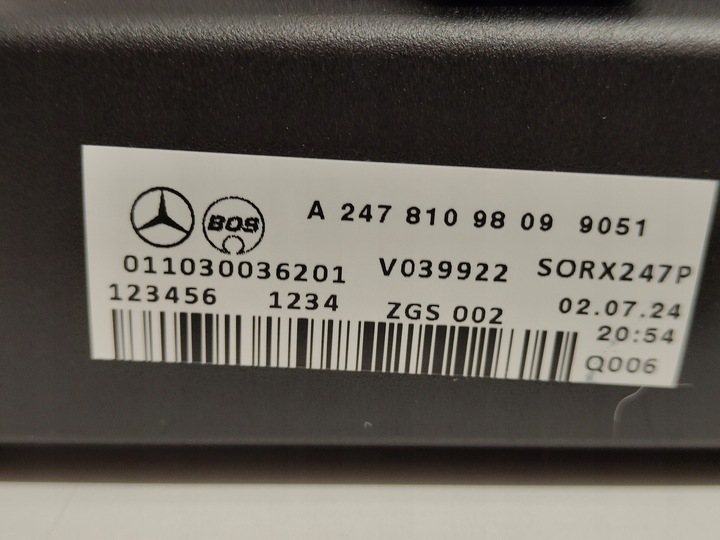 BOS A 247 810 98 09 9051
011030036201 V039922 SORX247P
123456 1234 ZGS 002 02.07.24
20:54
Q006